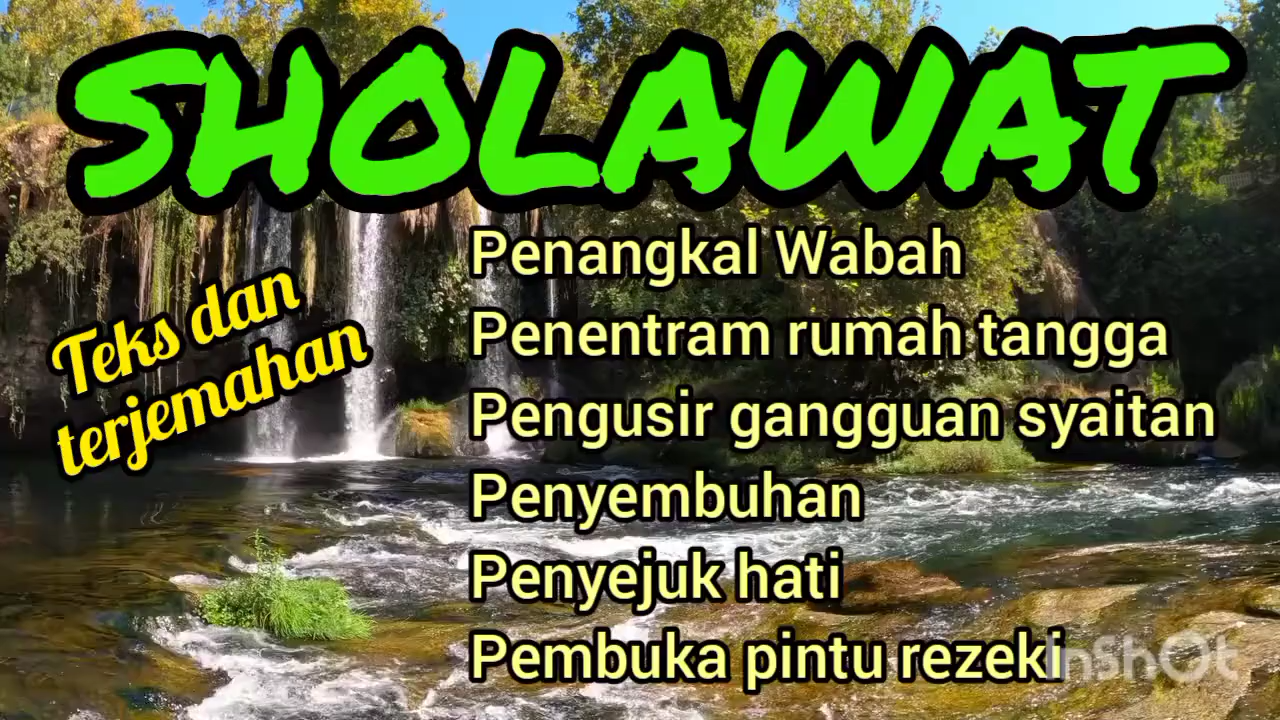 SHOLAWAT
Teks dan
terjemahan
Penangkal Wabah
Penentram rumah tangga
Pengusir gangguan syaitan
Penyembuhan
Penyejuk hati
Pembuka pintu rezeki
InShOt